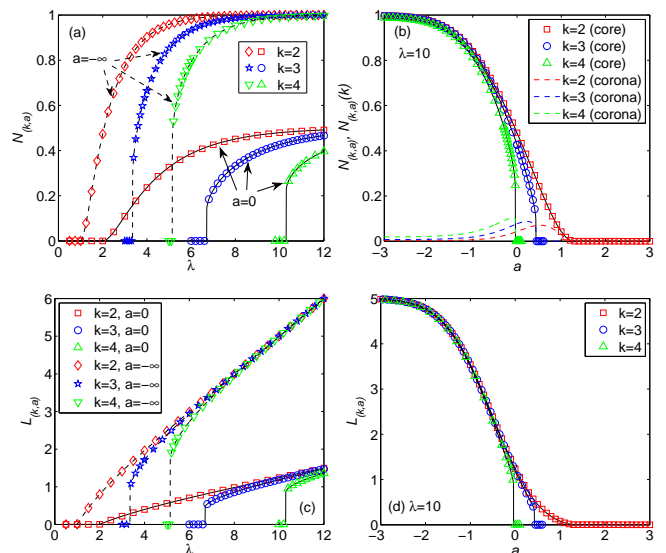 (a)
a=−∞
k=2
k=3
k=4
a=0
N(k,a)
1
0.8
0.6
0.4
0.2
0
0 2 4 6 8 10 12
λ
(b)
λ=10
k=2 (core)
k=3 (core)
k=4 (core)
k=2 (corona)
k=3 (corona)
k=4 (corona)
N(k,a), N(k,a)(k)
1
0.8
0.6
0.4
0.2
0
−3 −2 −1 0 1 2 3
a
k=2, a=0
k=3, a=0
k=4, a=0
k=2, a=−∞
k=3, a=−∞
k=4, a=−∞
(c)
L(k,a)
6
5
4
3
2
1
0
0 2 4 6 8 10 12
λ
k=2
k=3
k=4
(d) λ=10
L(k,a)
5
4
3
2
1
0
−3 −2 −1 0 1 2 3
a